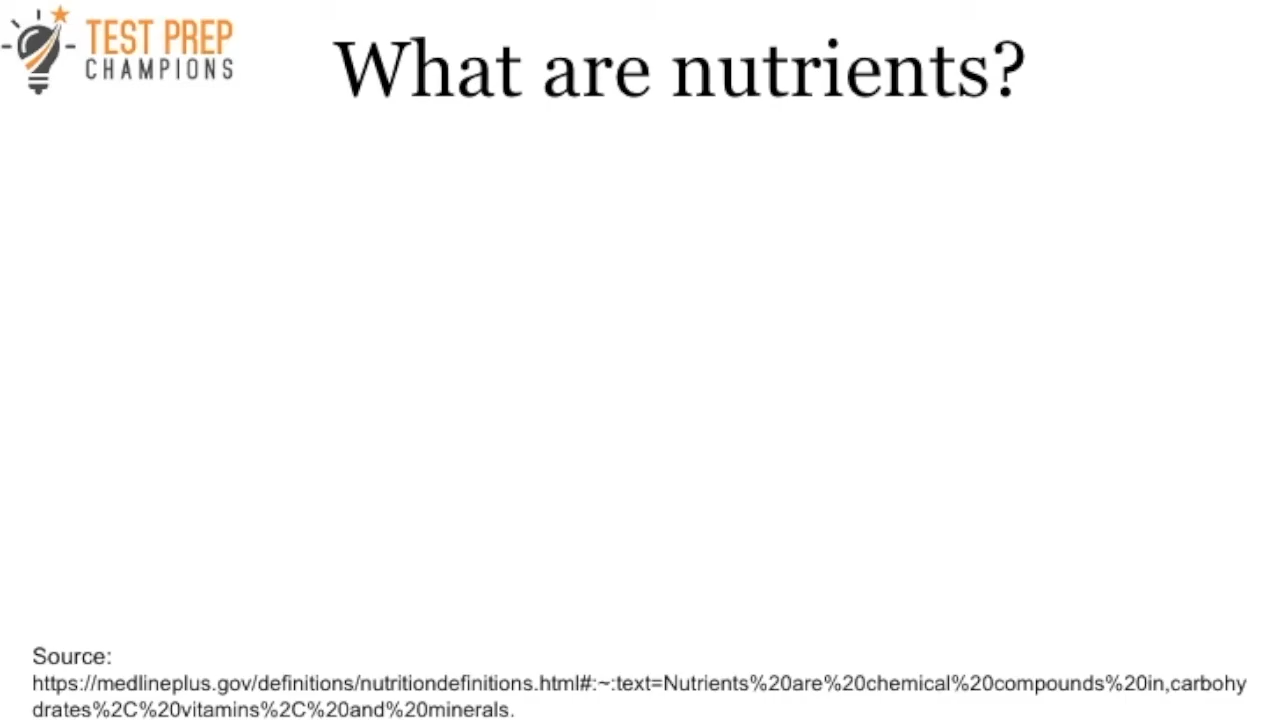 TEST PREP
CHAMPIONS
What are nutrients?
Source:
https://medlineplus.gov/definitions/nutritiondefinitions.html#:~:text=Nutrients%20are%20chemical%20compounds%20in,carbohy
drates%2C%20vitamins%2C%20and%20minerals.